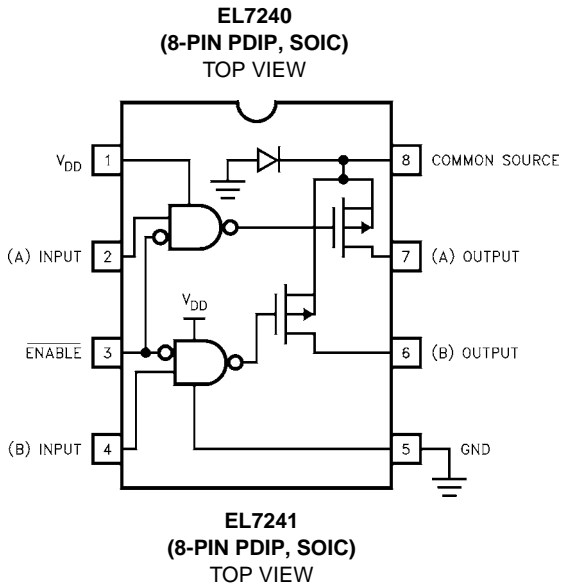 EL7240
(8-PIN PDIP, SOIC)
TOP VIEW
V_DD 1
8 COMMON SOURCE
(A) INPUT 2
7 (A) OUTPUT
V_DD
ENABLE 3
6 (B) OUTPUT
(B) INPUT 4
5 GND
EL7241
(8-PIN PDIP, SOIC)
TOP VIEW